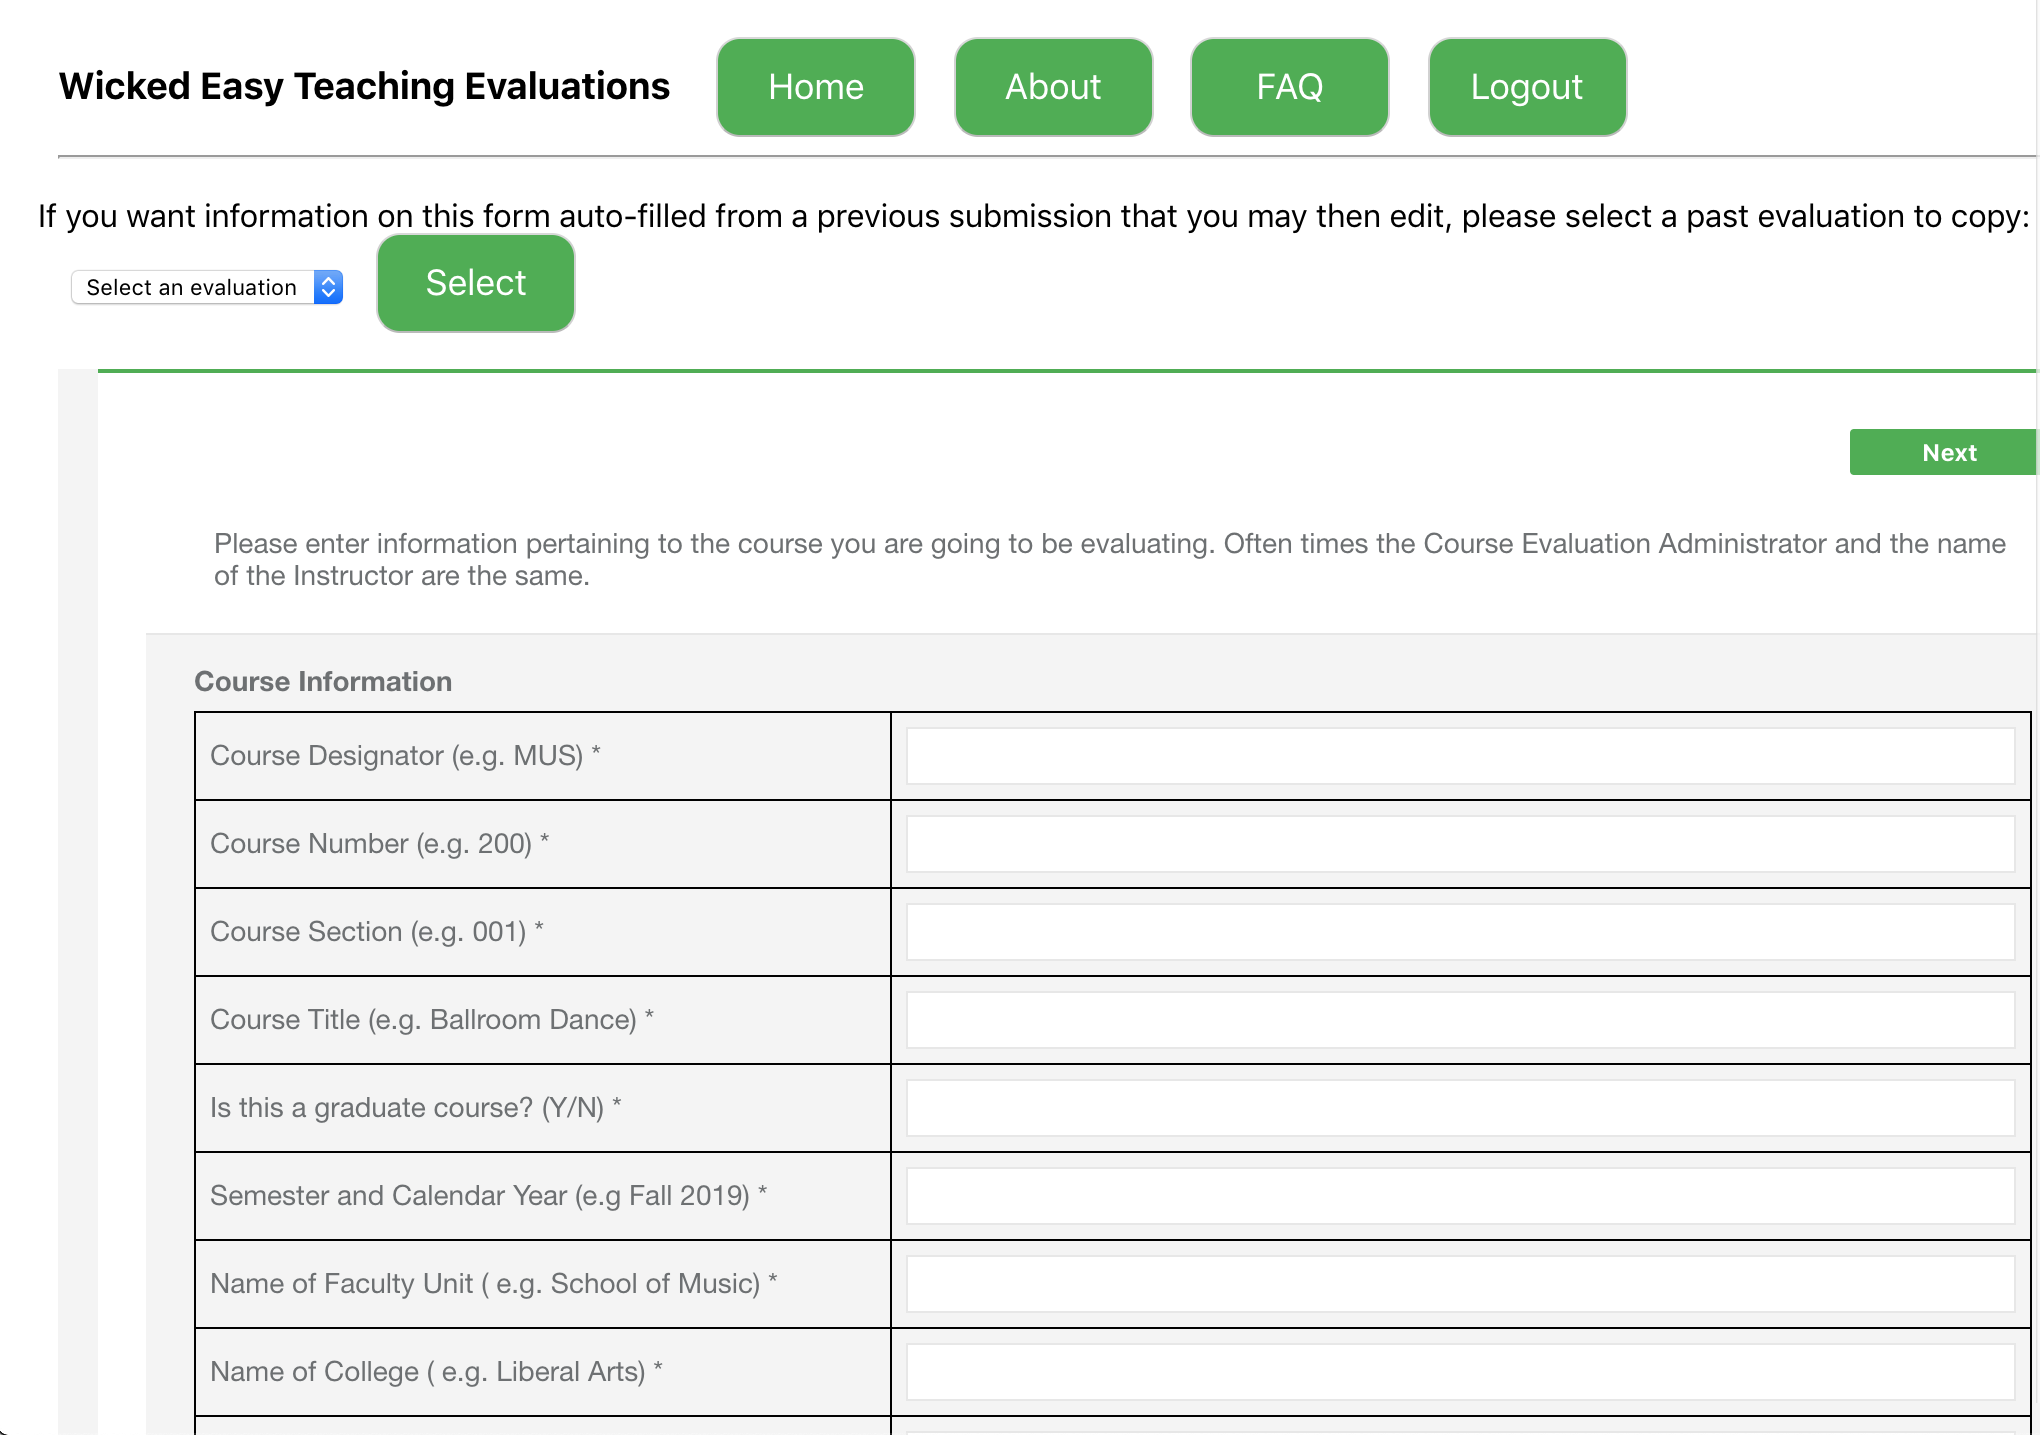 Wicked Easy Teaching Evaluations Home About FAQ Logout
If you want information on this form auto-filled from a previous submission that you may then edit, please select a past evaluation to copy:
Select an evaluation Select
Next
Please enter information pertaining to the course you are going to be evaluating. Often times the Course Evaluation Administrator and the name
of the Instructor are the same.
Course Information
Course Designator (e.g. MUS) *
Course Number (e.g. 200) *
Course Section (e.g. 001) *
Course Title (e.g. Ballroom Dance) *
Is this a graduate course? (Y/N) *
Semester and Calendar Year (e.g Fall 2019) *
Name of Faculty Unit ( e.g. School of Music) *
Name of College ( e.g. Liberal Arts) *